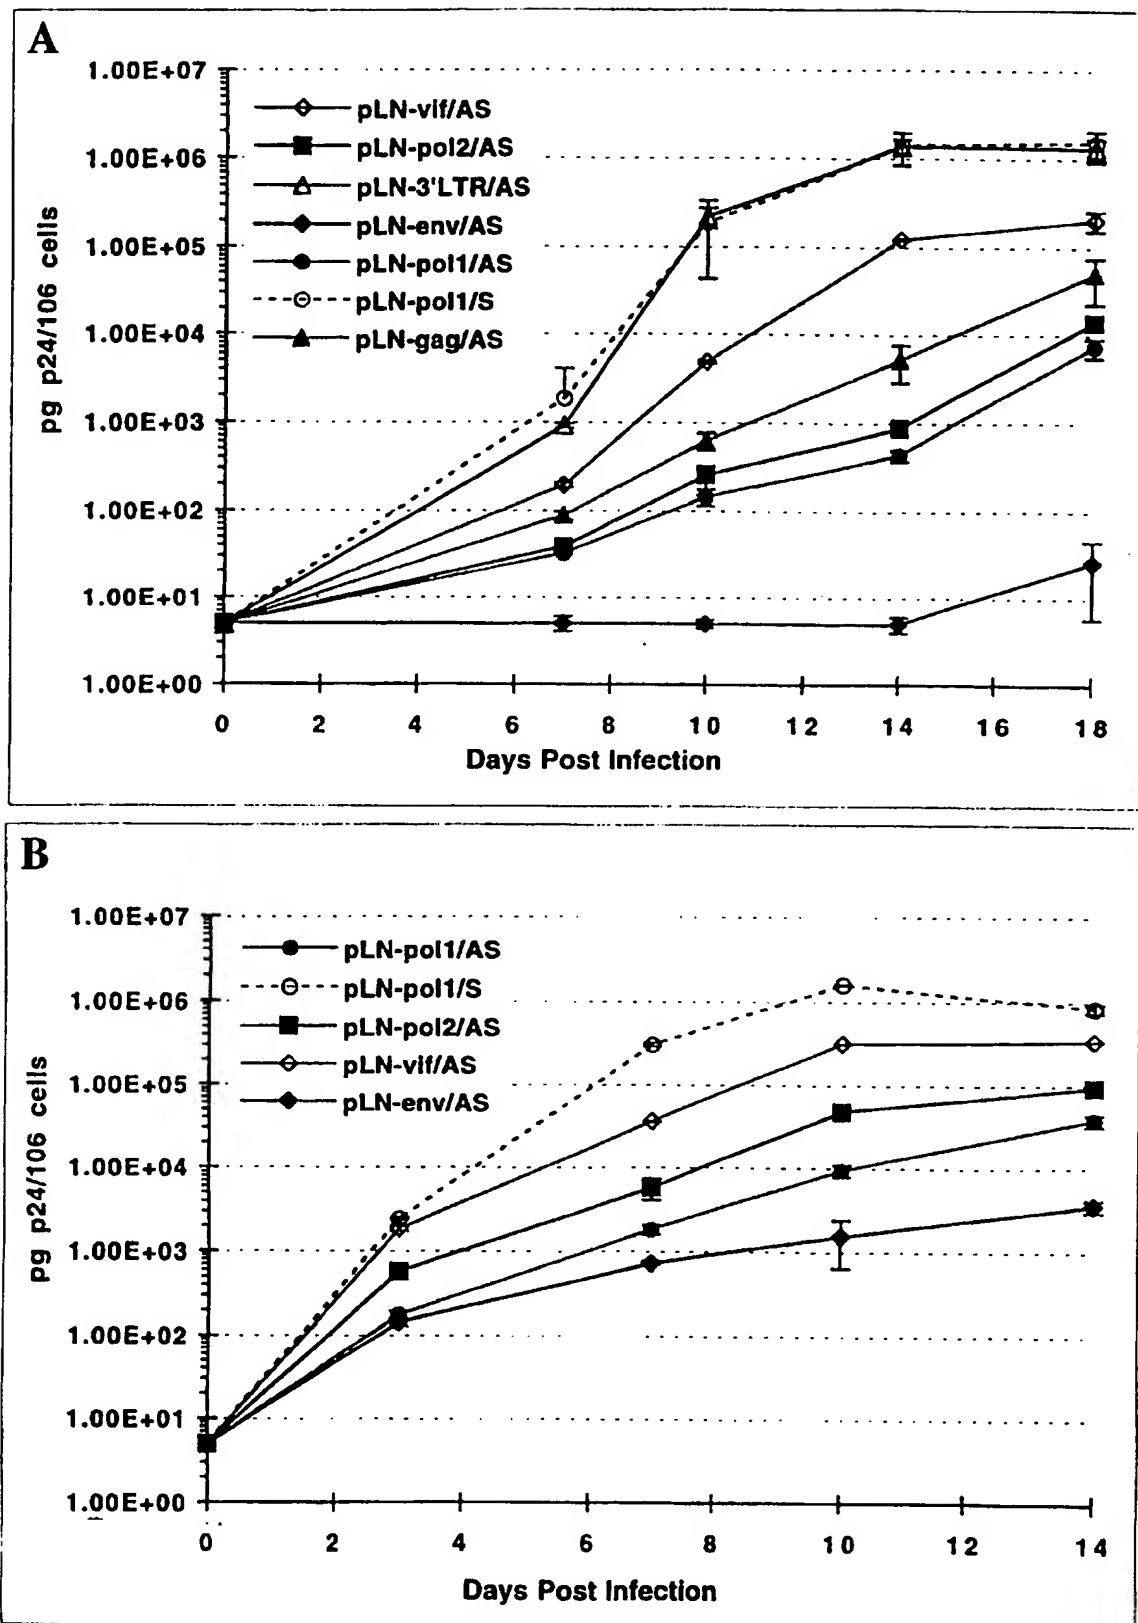 A
1.00E+07
1.00E+06
1.00E+05
1.00E+04
1.00E+03
1.00E+02
1.00E+01
1.00E+00
pg p24/106 cells
pLN-vif/AS
pLN-pol2/AS
pLN-3'LTR/AS
pLN-env/AS
pLN-pol1/AS
pLN-pol1/S
pLN-gag/AS
0 2 4 6 8 10 12 14 16 18
Days Post Infection
B
1.00E+07
1.00E+06
1.00E+05
1.00E+04
1.00E+03
1.00E+02
1.00E+01
1.00E+00
pg p24/106 cells
pLN-pol1/AS
pLN-pol1/S
pLN-pol2/AS
pLN-vif/AS
pLN-env/AS
0 2 4 6 8 10 12 14
Days Post Infection